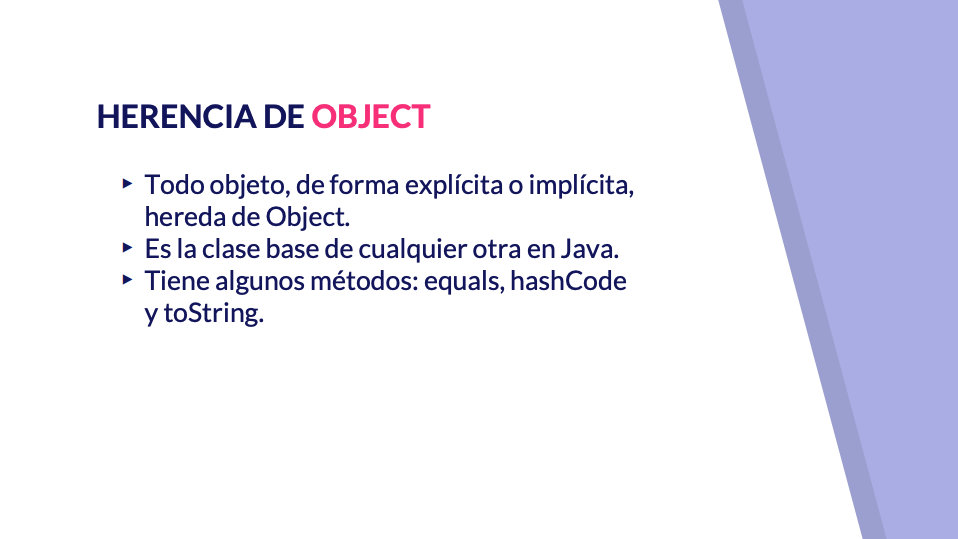 HERENCIA DE OBJECT
▸ Todo objeto, de forma explícita o implícita,
hereda de Object.
▸ Es la clase base de cualquier otra en Java.
▸ Tiene algunos métodos: equals, hashCode
y toString.